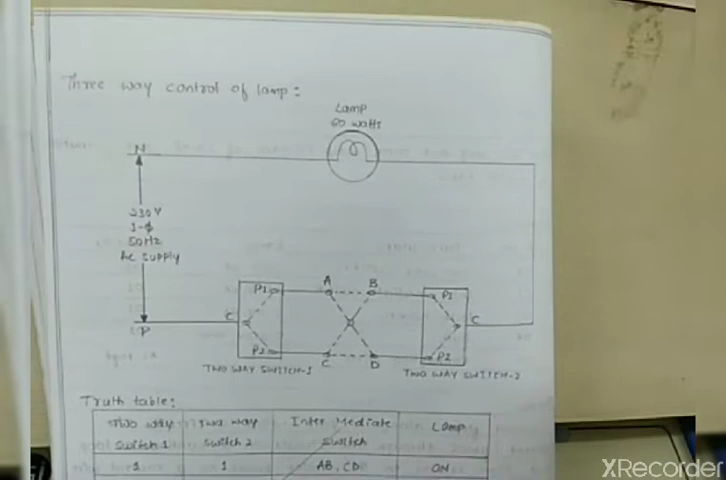 Three way control of lamp:
Lamp
60 watts
N
230V
1-ɸ
50Hz
Ac supply
P
C
P1
P2
A
B
C
D
P1
P2
C
TWO WAY SWITCH-1
TWO WAY SWITCH-2
Truth table:
Two way Two way Inter Mediate Lamp
Switch 1 Switch 2 Switch
1 1 AB, CD ON
XRecorder